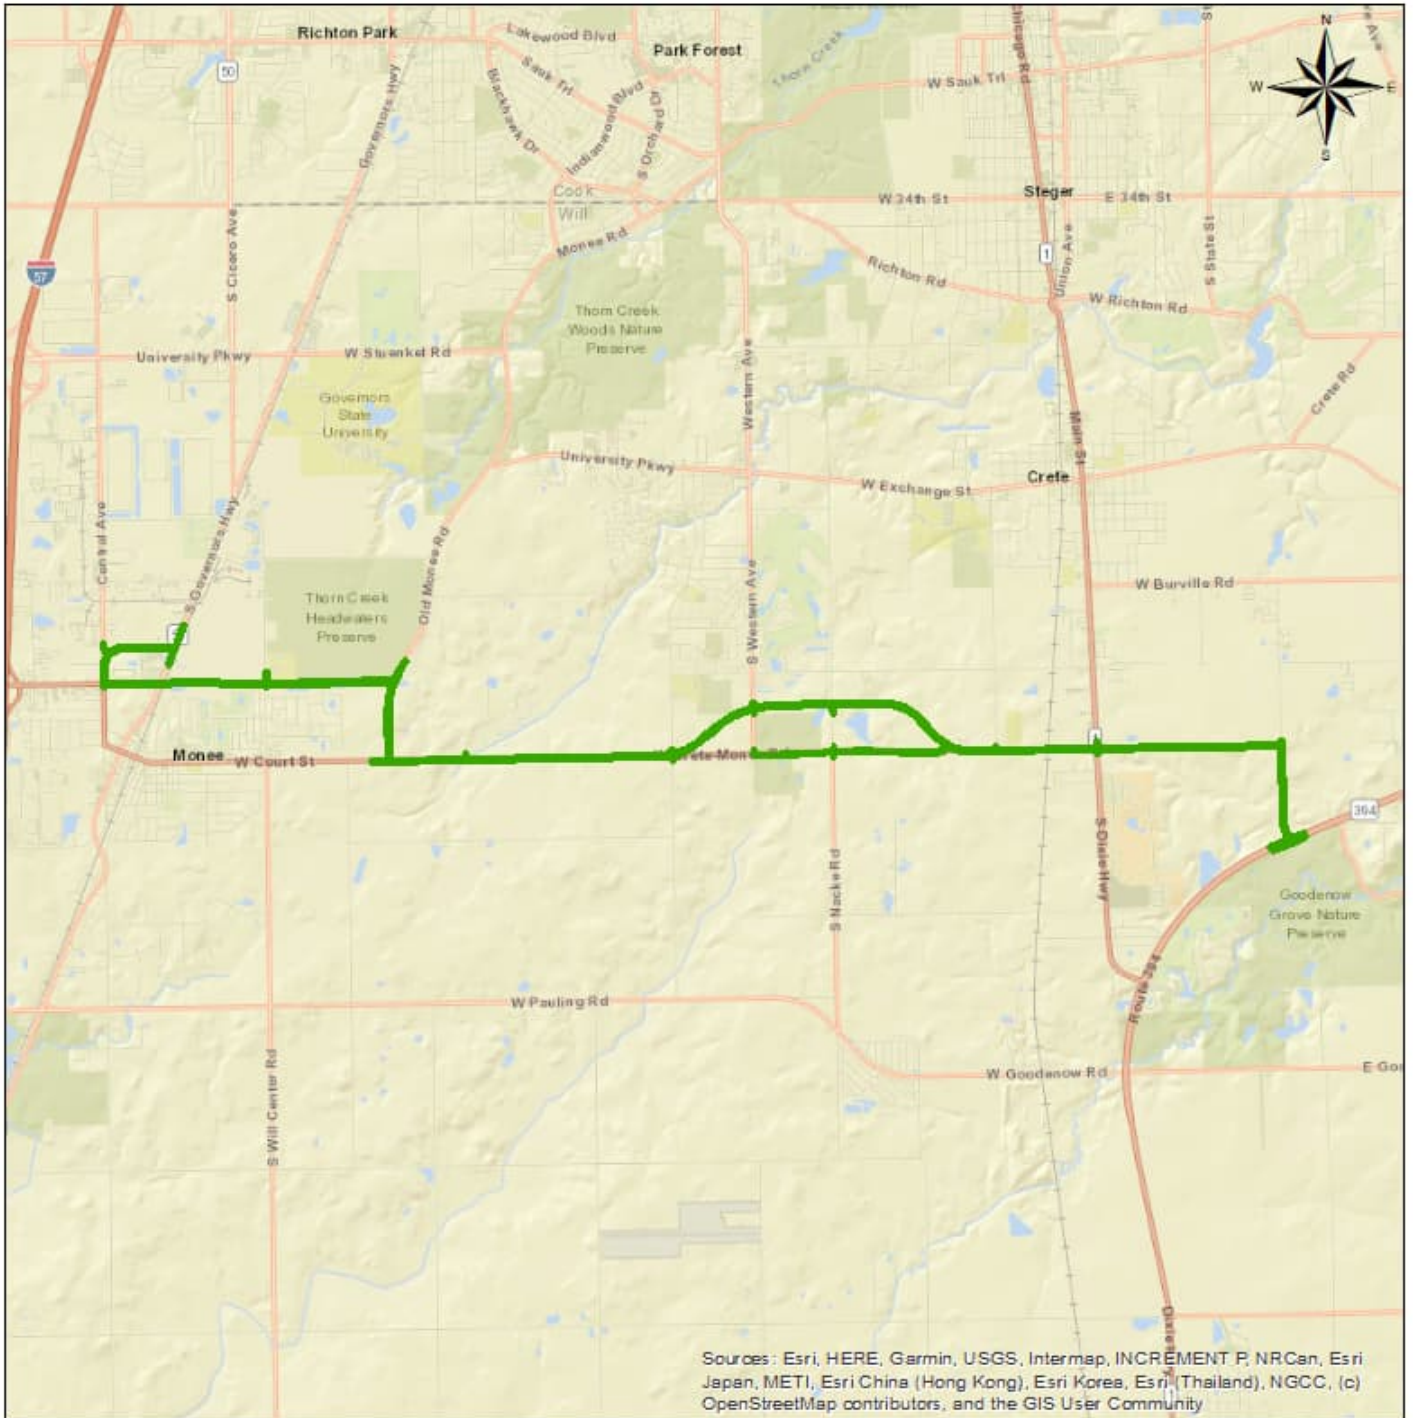 Richton Park
Lakewood Blvd
Park Forest
N
W
E
S
50
Governors Hwy
Blackhawk Dr
Sauk Trl
Indianwood Blvd
S Orchard Dr
Thorn Creek
W Sauk Trl
Chicago Rd
Steger
W 34th St
E 34th St
Cook
Will
Monee Rd
S Cicero Ave
57
1
Union Ave
S State St
Richton Rd
W Richton Rd
Thorn Creek
Woods Nature
Preserve
University Pkwy
W Stuenkel Rd
Western Ave
Crete Rd
Governors
State
University
Main St
University Pkwy
W Exchange St
Crete
Central Ave
S Governors Hwy
Old Monee Rd
S Western Ave
W Burville Rd
Thorn Creek
Headwaters
Preserve
Monee
W Court St
394
S Dixie Hwy
S Nacke Rd
Goodenow
Grove Nature
Preserve
Route 394
W Pauling Rd
W Goodenow Rd
S Will Center Rd
Sources: Esri, HERE, Garmin, USGS, Intermap, INCREMENT P, NRCan, Esri
Japan, METI, Esri China (Hong Kong), Esri Korea, Esri (Thailand), NGCC, (c)
OpenStreetMap contributors, and the GIS User Community